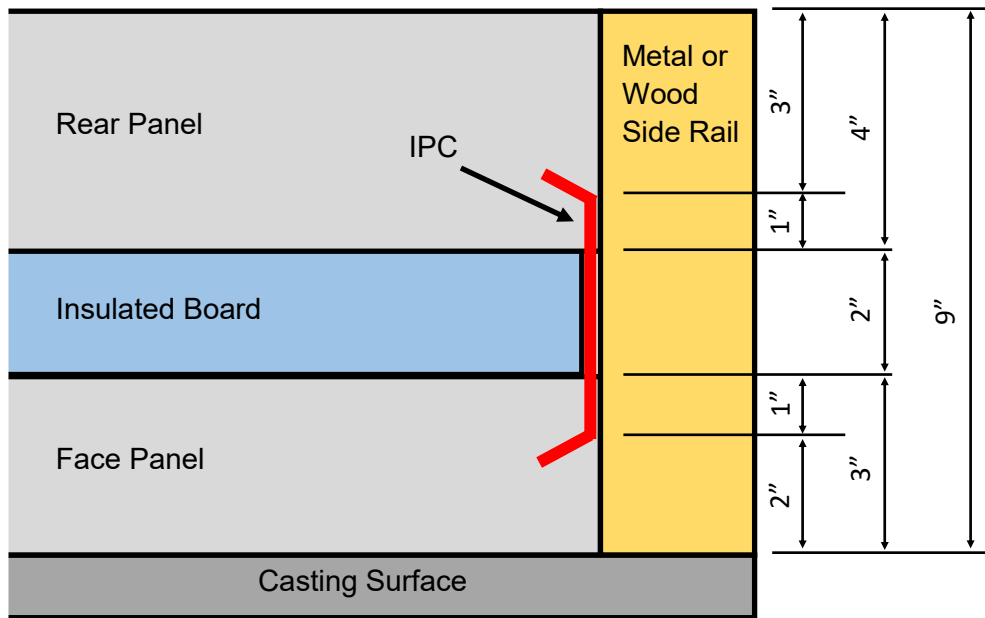 Metal or
Wood
Side Rail
Rear Panel
IPC
3”
4”
1”
Insulated Board
2”
9”
1”
Face Panel
3”
2”
Casting Surface